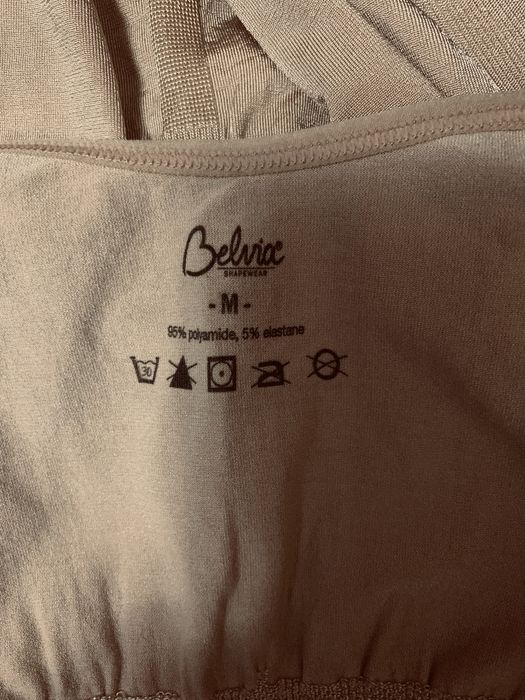 Belvia
SHAPEWEAR
- M -
95% polyamide, 5% elastane
30